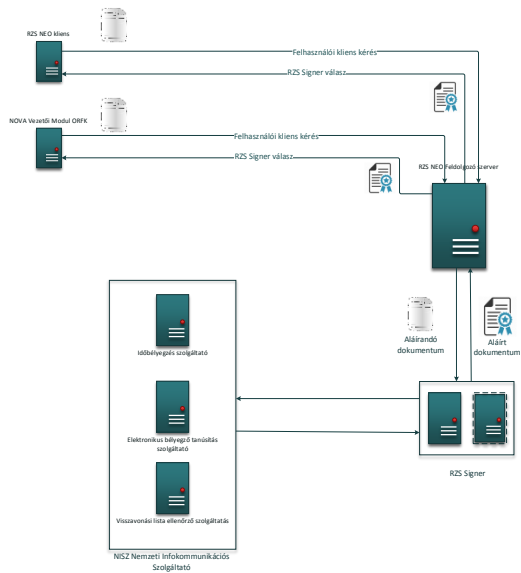 RZS NEO kliens
Felhasználói kliens kérés
RZS Signer válasz
NOVA Vezetői Modul ORFK
Felhasználói kliens kérés
RZS Signer válasz
RZS NEO Feldolgozó szerver
Aláírandó
dokumentum
Aláírt
dokumentum
Időbélyegzés szolgáltató
Elektronikus bélyegző tanúsítás
szolgáltató
Visszavonási lista ellenőrző szolgáltatás
RZS Signer
NISZ Nemzeti Infokommunikációs
Szolgáltató